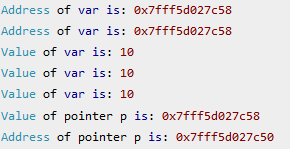 Address of var is: 0x7fff5d027c58
Address of var is: 0x7fff5d027c58
Value of var is: 10
Value of var is: 10
Value of var is: 10
Value of pointer p is: 0x7fff5d027c58
Address of pointer p is: 0x7fff5d027c50